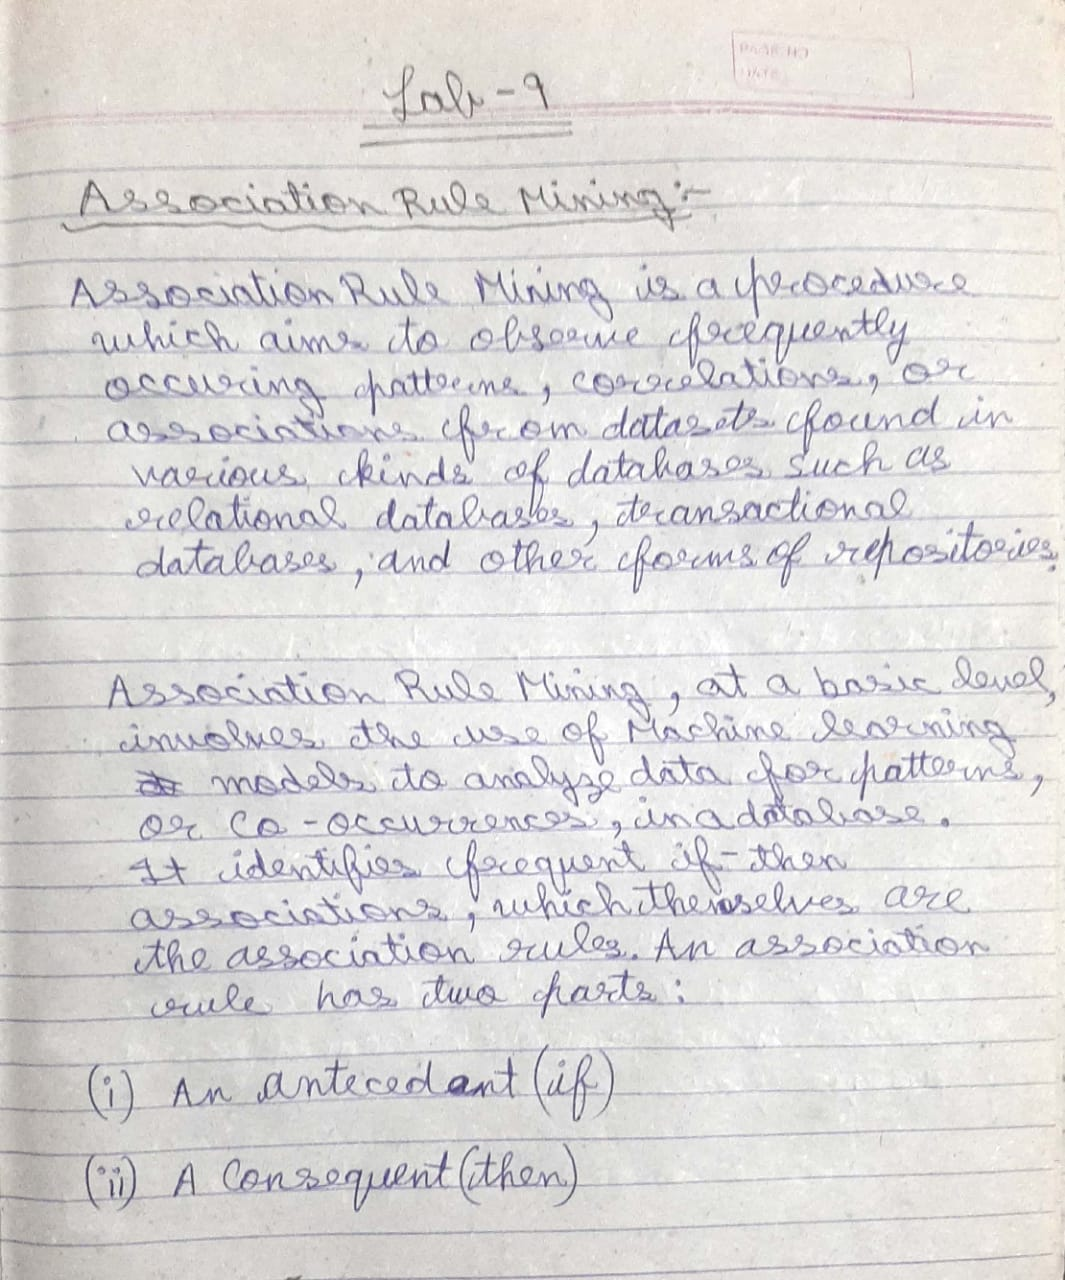 PAGE NO
DATE
Lab - 9
Association Rule Mining :-
Association Rule Mining is a procedure
which aims to observe frequently
occuring patterns, correlations, or
associations from datasets found in
various kinds of databases such as
relational databases, transactional
databases, and other forms of repositories.
Association Rule Mining, at a basic level,
involves the use of Machine learning
models to analyze data for patterns,
or Co-occurrences, in a database.
It identifies frequent if-then
associations, which themselves are
the association rules. An association
rule has two parts:
(i) An antecedant (if)
(ii) A Consequent (then)